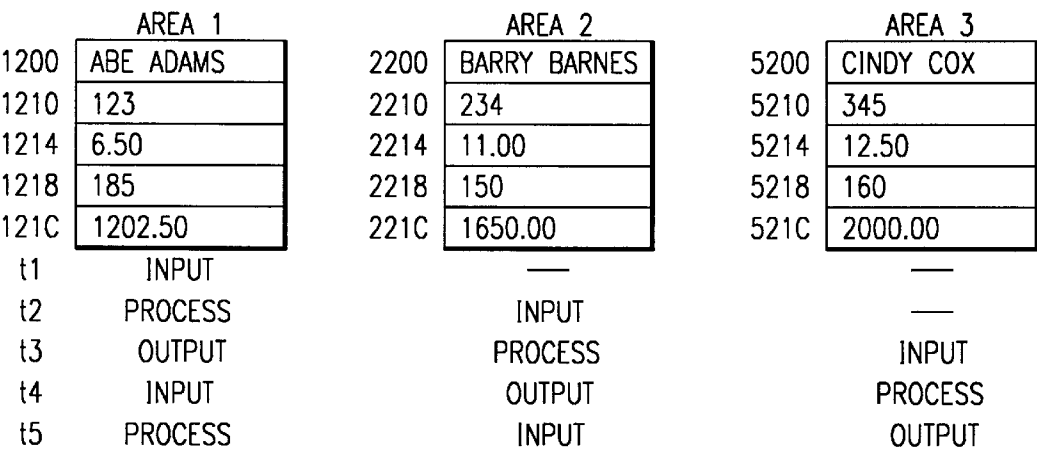 AREA 1 AREA 2 AREA 3
1200 ABE ADAMS 2200 BARRY BARNES 5200 CINDY COX
1210 123 2210 234 5210 345
1214 6.50 2214 11.00 5214 12.50
1218 185 2218 150 5218 160
121C 1202.50 221C 1650.00 521C 2000.00
t1 INPUT — —
t2 PROCESS INPUT —
t3 OUTPUT PROCESS INPUT
t4 INPUT OUTPUT PROCESS
t5 PROCESS INPUT OUTPUT